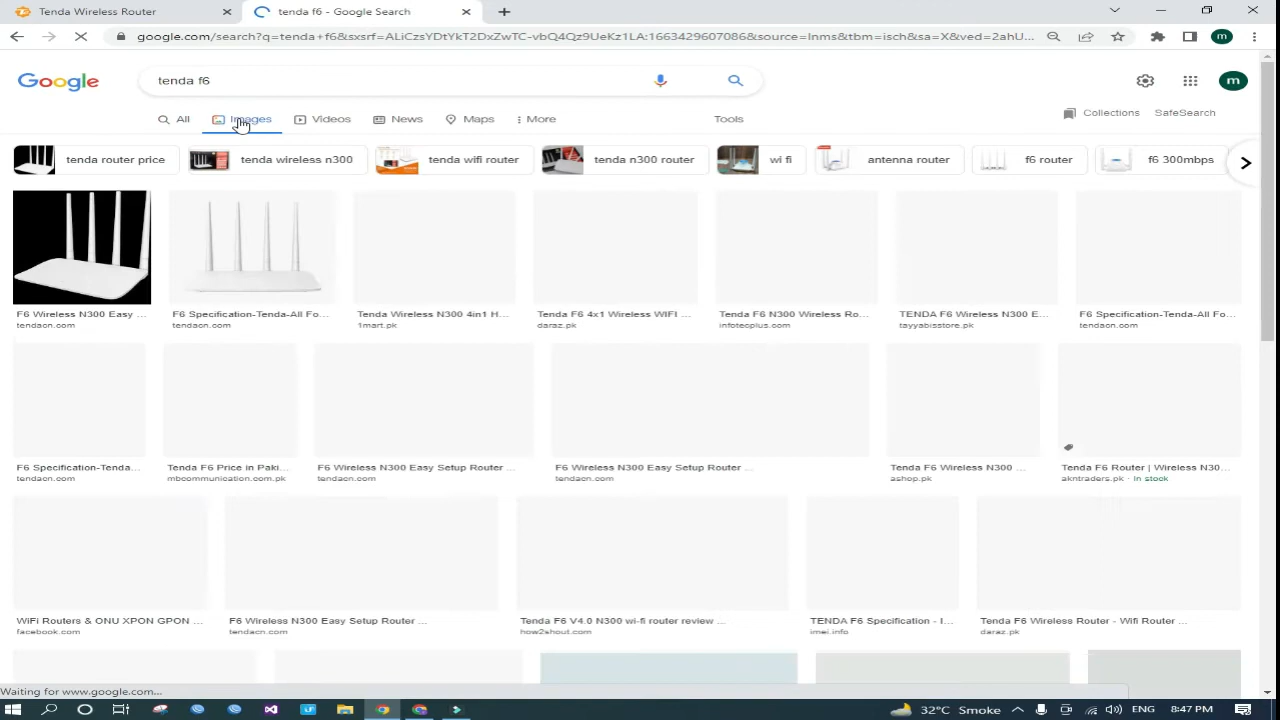 Tenda Wireless Router
tenda f6 - Google Search
google.com/search?q=tenda+f6&sxsrf=ALiCzsYDtYkT2DxZwTC-vbQ4Qz9UeKz1LA:1663429607086&source=lnms&tbm=isch&sa=X&ved=2ahU...
m
Google
tenda f6
m
All
Images
Videos
News
Maps
More
Tools
Collections
SafeSearch
tenda router price
tenda wireless n300
tenda wifi router
tenda n300 router
wi fi
antenna router
f6 router
f6 300mbps
F6 Wireless N300 Easy ...
tendacn.com
F6 Specification-Tenda-All Fo...
tendacn.com
Tenda Wireless N300 4in1 H...
1mart.pk
Tenda F6 4x1 Wireless WIFI ...
daraz.pk
Tenda F6 N300 Wireless Ro...
infotecplus.com
TENDA F6 Wireless N300 E...
tayyabisstore.pk
F6 Specification-Tenda-All Fo...
tendacn.com
F6 Specification-Tenda...
tendacn.com
Tenda F6 Price in Paki...
mbcommunication.com.pk
F6 Wireless N300 Easy Setup Router ...
tendacn.com
F6 Wireless N300 Easy Setup Router ...
tendacn.com
Tenda F6 Wireless N300 ...
ashop.pk
Tenda F6 Router | Wireless N30...
akntraders.pk · In stock
WiFi Routers & ONU XPON GPON ...
facebook.com
F6 Wireless N300 Easy Setup Router ...
tendacn.com
Tenda F6 V4.0 N300 wi-fi router review ...
how2shout.com
TENDA F6 Specification - I...
imei.info
Tenda F6 Wireless Router - Wifi Router ...
daraz.pk
Waiting for www.google.com...
32°C Smoke
ENG
8:47 PM